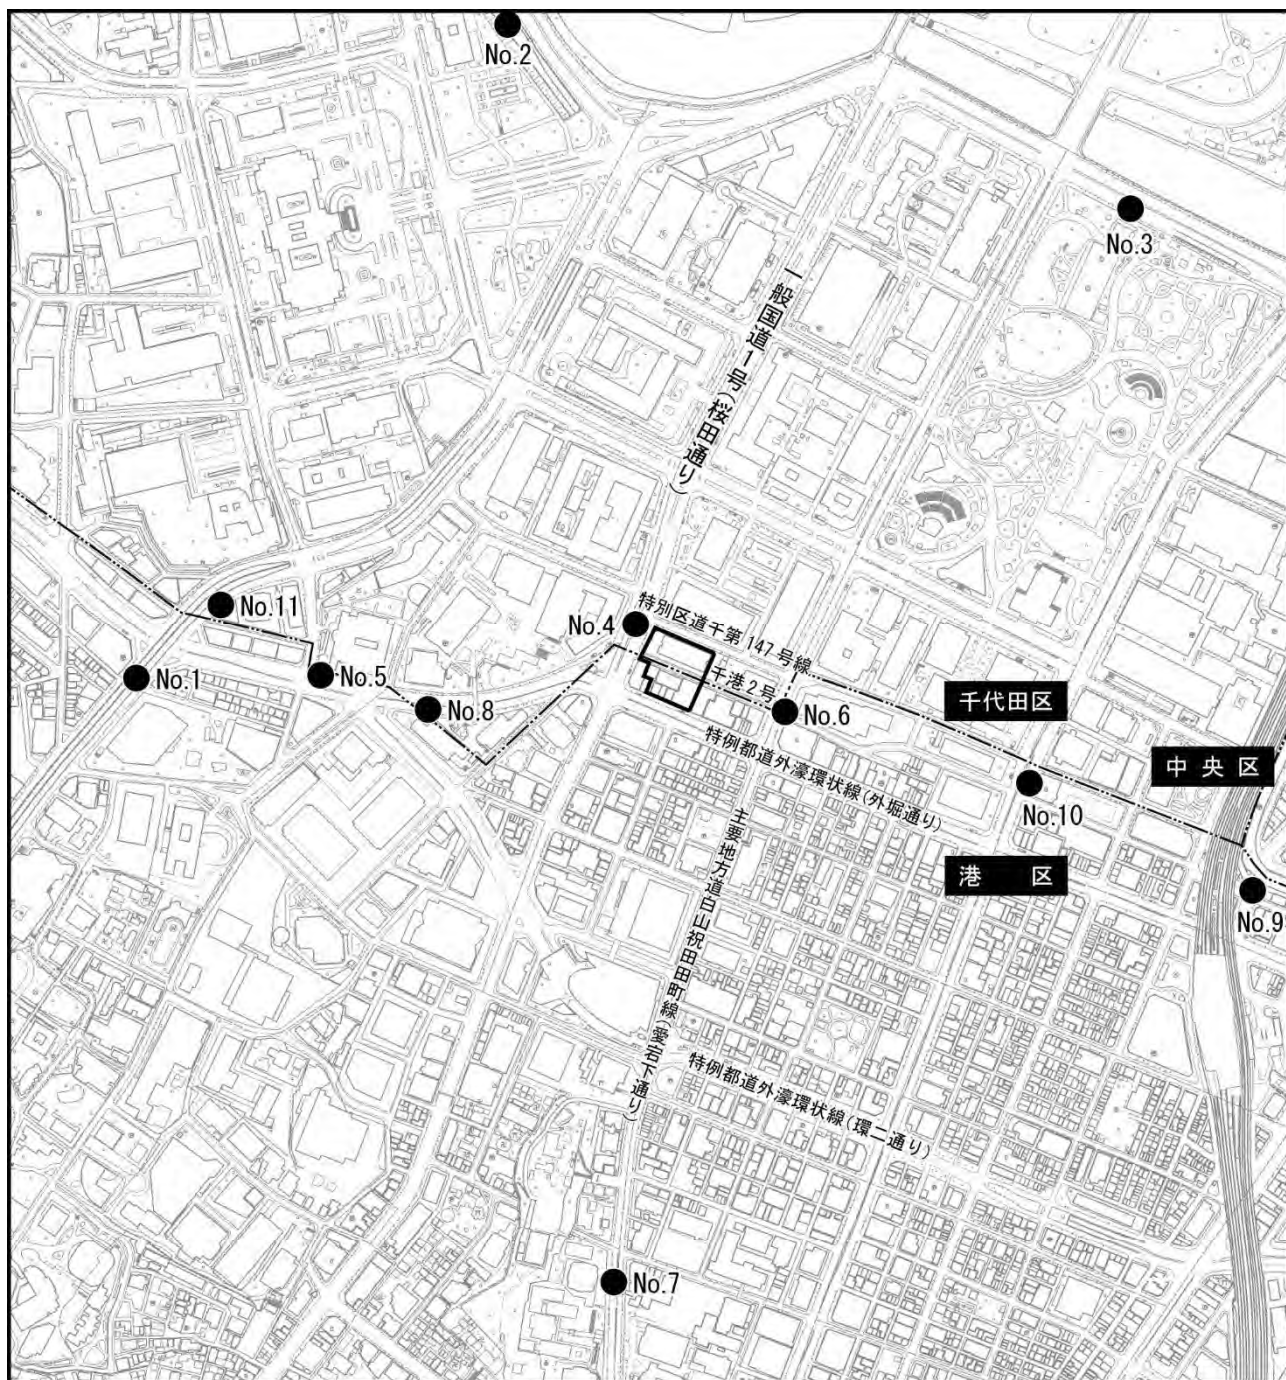 No.2
No.3
一般国道1号(桜田通り)
No.11
No.4
特別区道千第147号線
No.1
No.5
千港2号
千代田区
No.8
No.6
特例都道外濠環状線(外堀通り)
中央区
No.10
主要地方道白山祝田田町線(愛宕下通り)
港 区
No.9
特例都道外濠環状線(環二通り)
No.7